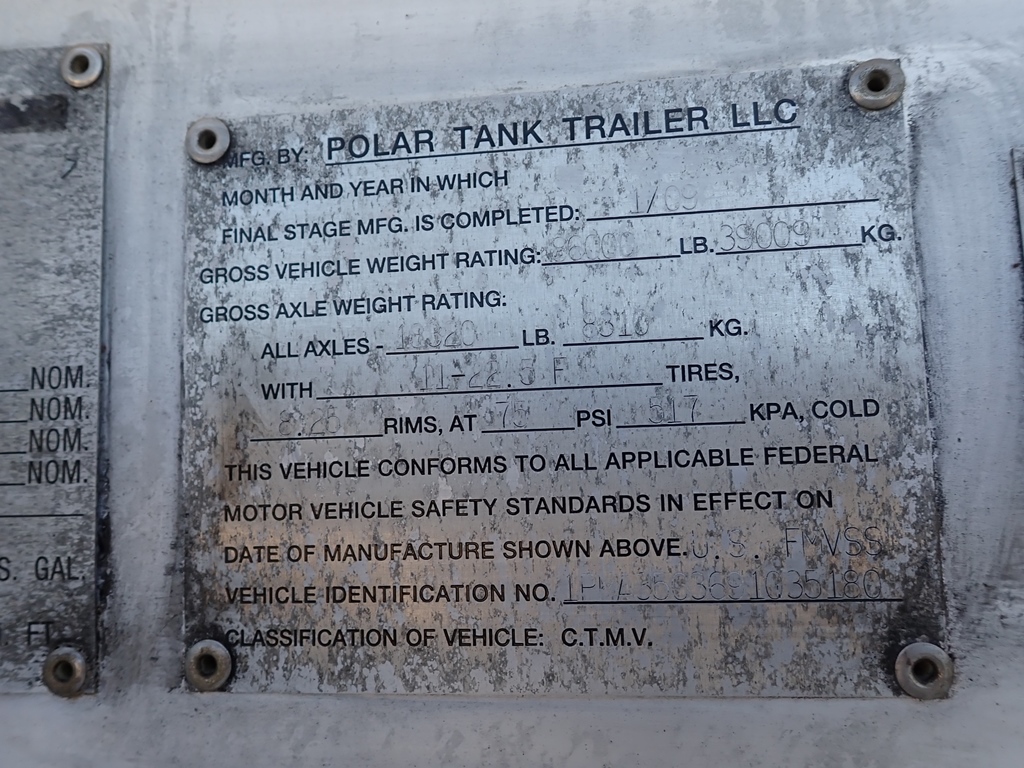 MFG. BY: POLAR TANK TRAILER LLC
MONTH AND YEAR IN WHICH
FINAL STAGE MFG. IS COMPLETED: 1/09
GROSS VEHICLE WEIGHT RATING: 86000 LB. 39009 KG.
GROSS AXLE WEIGHT RATING:
ALL AXLES - LB. KG.
WITH 11-22.5 F TIRES,
RIMS, AT 75 PSI 517 KPA, COLD
THIS VEHICLE CONFORMS TO ALL APPLICABLE FEDERAL
MOTOR VEHICLE SAFETY STANDARDS IN EFFECT ON
DATE OF MANUFACTURE SHOWN ABOVE. U.S. FMVSS
VEHICLE IDENTIFICATION NO.
CLASSIFICATION OF VEHICLE: C.T.M.V.
NOM.
NOM.
NOM.
NOM.
S. GAL.
FT